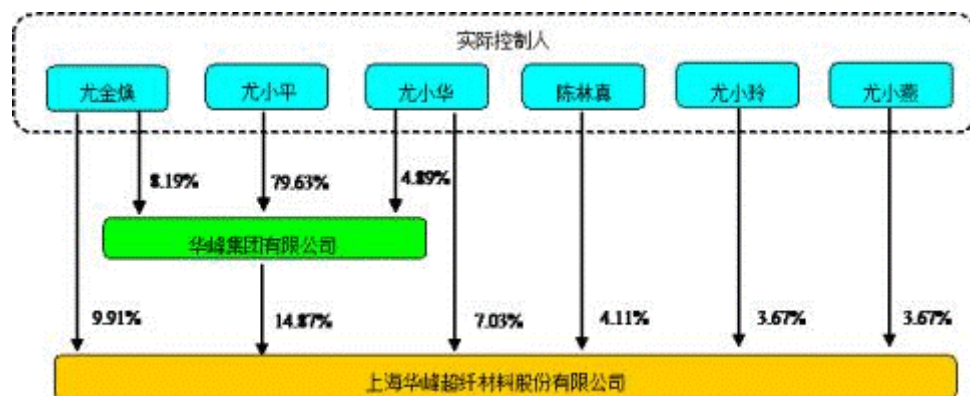 实际控制人
尤金焕 尤小平 尤小华 陈林真 尤小玲 尤小燕
8.19% 79.63% 4.89%
华峰集团有限公司
9.91% 14.87% 7.03% 4.11% 3.67% 3.67%
上海华峰超纤材料股份有限公司